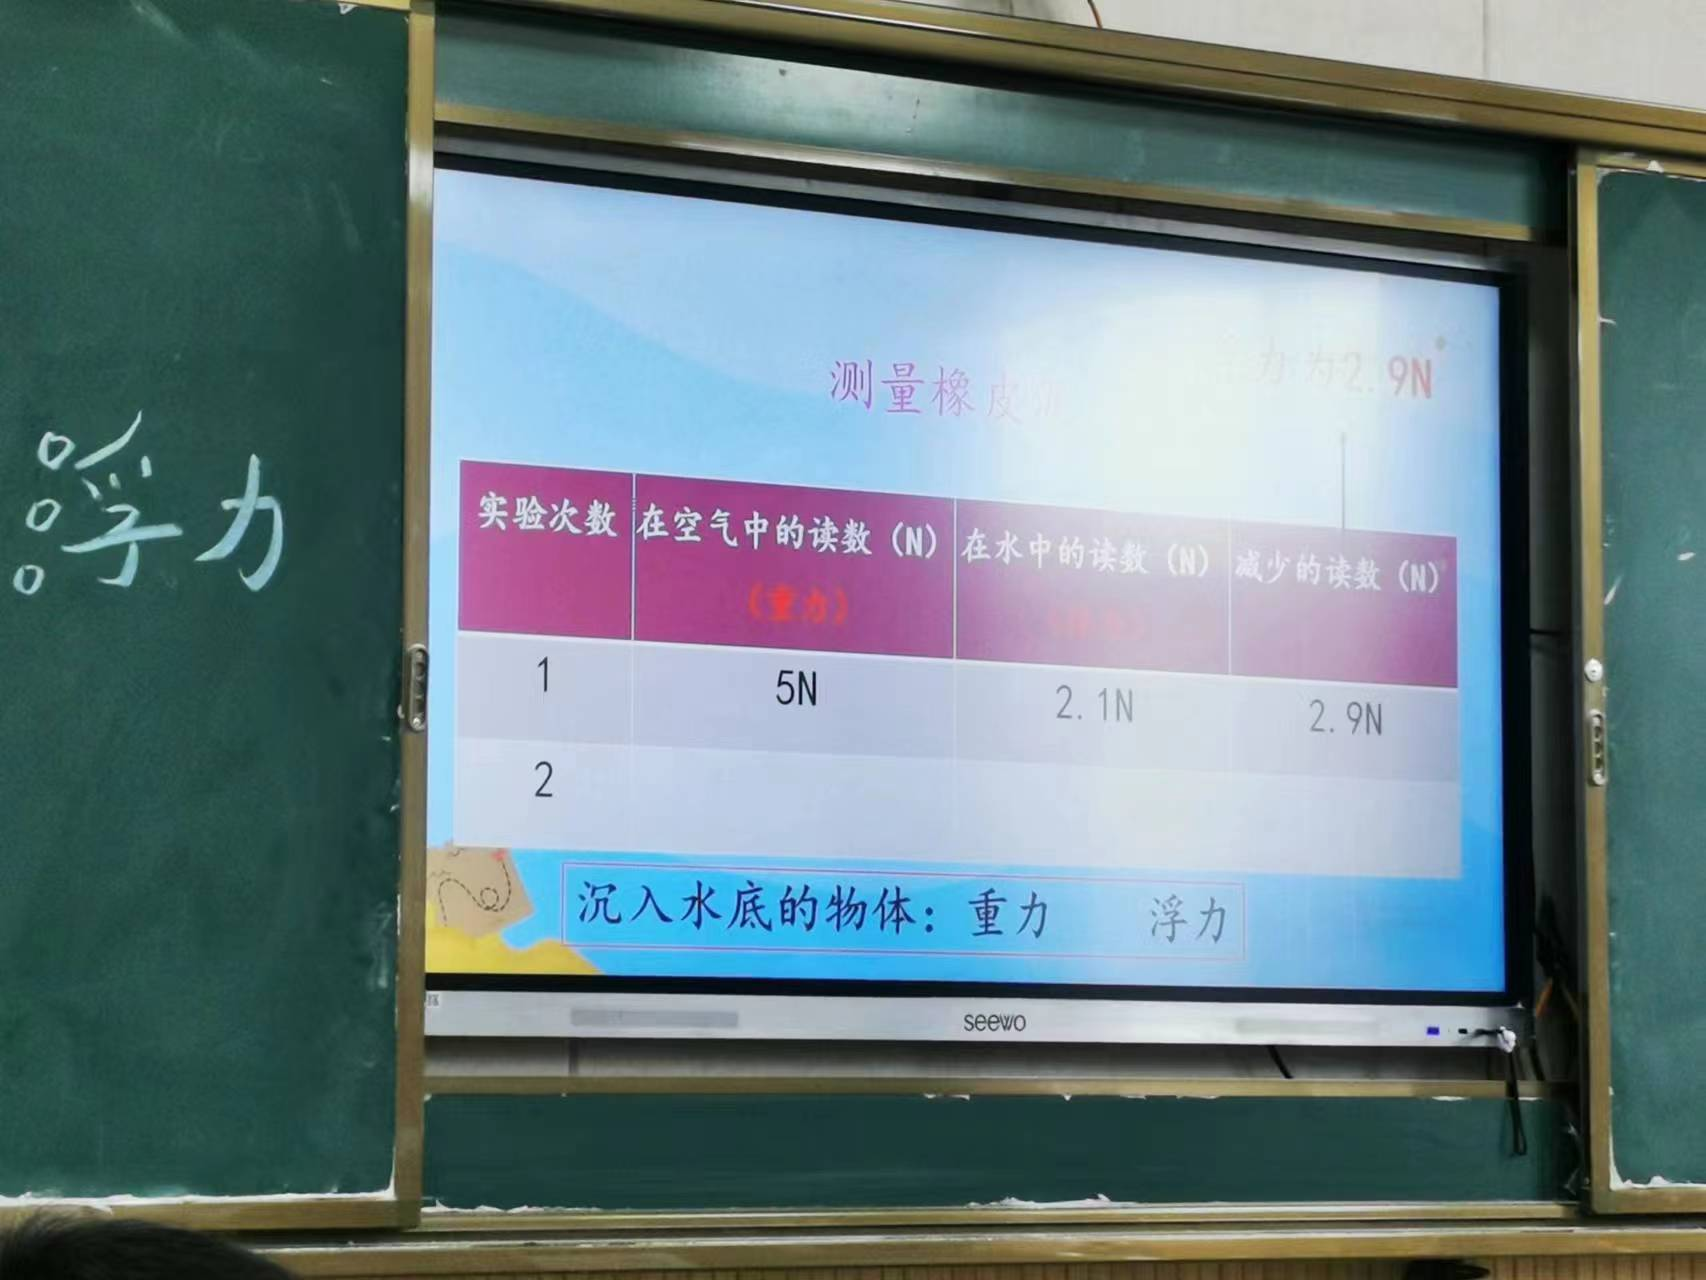 浮力
测量橡皮泥
力为2.9N
实验次数 在空气中的读数（N） 在水中的读数（N） 减少的读数（N）
（重力）
1 5N 2.1N 2.9N
2
沉入水底的物体：重力 浮力
seewo